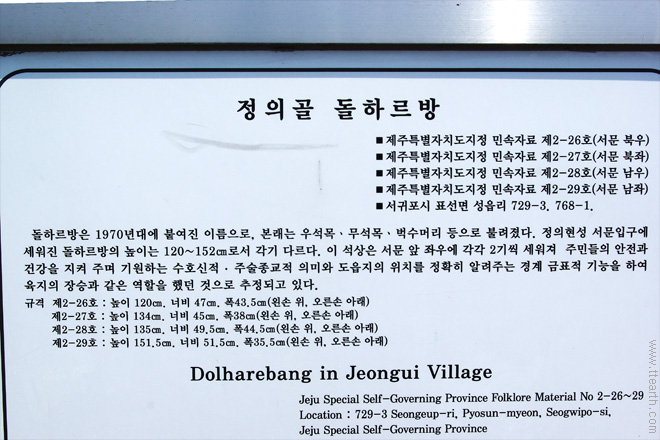 정의골 돌하르방
■ 제주특별자치도지정 민속자료 제2-26호(서문 북우)
■ 제주특별자치도지정 민속자료 제2-27호(서문 북좌)
■ 제주특별자치도지정 민속자료 제2-28호(서문 남우)
■ 제주특별자치도지정 민속자료 제2-29호(서문 남좌)
■ 서귀포시 표선면 성읍리 729-3. 768-1.
돌하르방은 1970년대에 붙여진 이름으로, 본래는 우석목·무석목·벅수머리 등으로 불려졌다. 정의현성 서문입구에
세워진 돌하르방의 높이는 120~152㎝로서 각기 다르다. 이 석상은 서문 앞 좌우에 각각 2기씩 세워져 주민들의 안전과
건강을 지켜 주며 기원하는 수호신적·주술종교적 의미와 도읍지의 위치를 정확히 알려주는 경계 금표적 기능을 하여
육지의 장승과 같은 역할을 했던 것으로 추정되고 있다.
규격 제2-26호 : 높이 120㎝. 너비 47㎝. 폭43.5㎝(왼손 위, 오른손 아래)
제2-27호 : 높이 134㎝. 너비 45㎝. 폭38㎝(왼손 위, 오른손 아래)
제2-28호 : 높이 135㎝. 너비 49.5㎝. 폭44.5㎝(왼손 위, 오른손 아래)
제2-29호 : 높이 151.5㎝. 너비 51.5㎝. 폭35.5㎝(왼손 위, 오른손 아래)
Dolharebang in Jeongui Village
Jeju Special Self-Governing Province Folklore Material No 2-26~29
Location : 729-3 Seongeup-ri, Pyosun-myeon, Seogwipo-si,
Jeju Special Self-Governing Province
www.ttearth.com